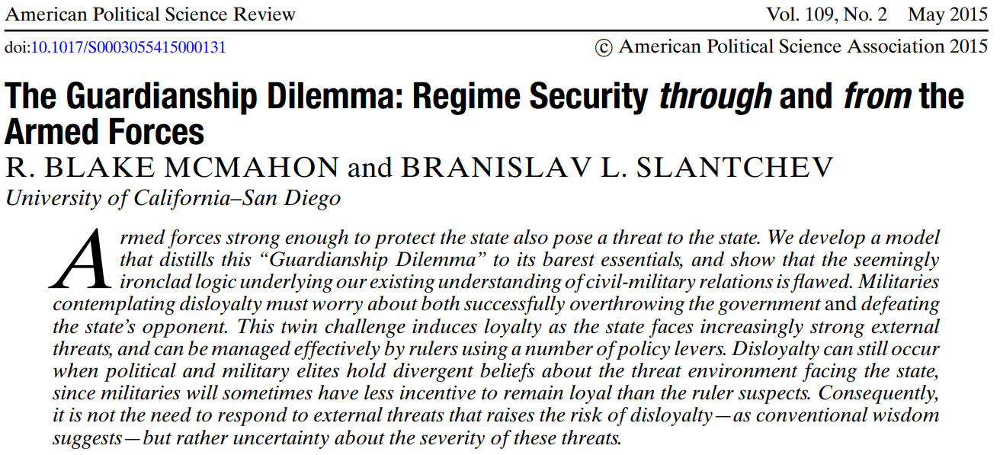 American Political Science Review Vol. 109, No. 2 May 2015
doi:10.1017/S0003055415000131 © American Political Science Association 2015
The Guardianship Dilemma: Regime Security through and from the
Armed Forces
R. BLAKE MCMAHON and BRANISLAV L. SLANTCHEV
University of California–San Diego
Armed forces strong enough to protect the state also pose a threat to the state. We develop a model
that distills this “Guardianship Dilemma” to its barest essentials, and show that the seemingly
ironclad logic underlying our existing understanding of civil-military relations is flawed. Militaries
contemplating disloyalty must worry about both successfully overthrowing the government and defeating
the state’s opponent. This twin challenge induces loyalty as the state faces increasingly strong external
threats, and can be managed effectively by rulers using a number of policy levers. Disloyalty can still occur
when political and military elites hold divergent beliefs about the threat environment facing the state,
since militaries will sometimes have less incentive to remain loyal than the ruler suspects. Consequently,
it is not the need to respond to external threats that raises the risk of disloyalty—as conventional wisdom
suggests—but rather uncertainty about the severity of these threats.